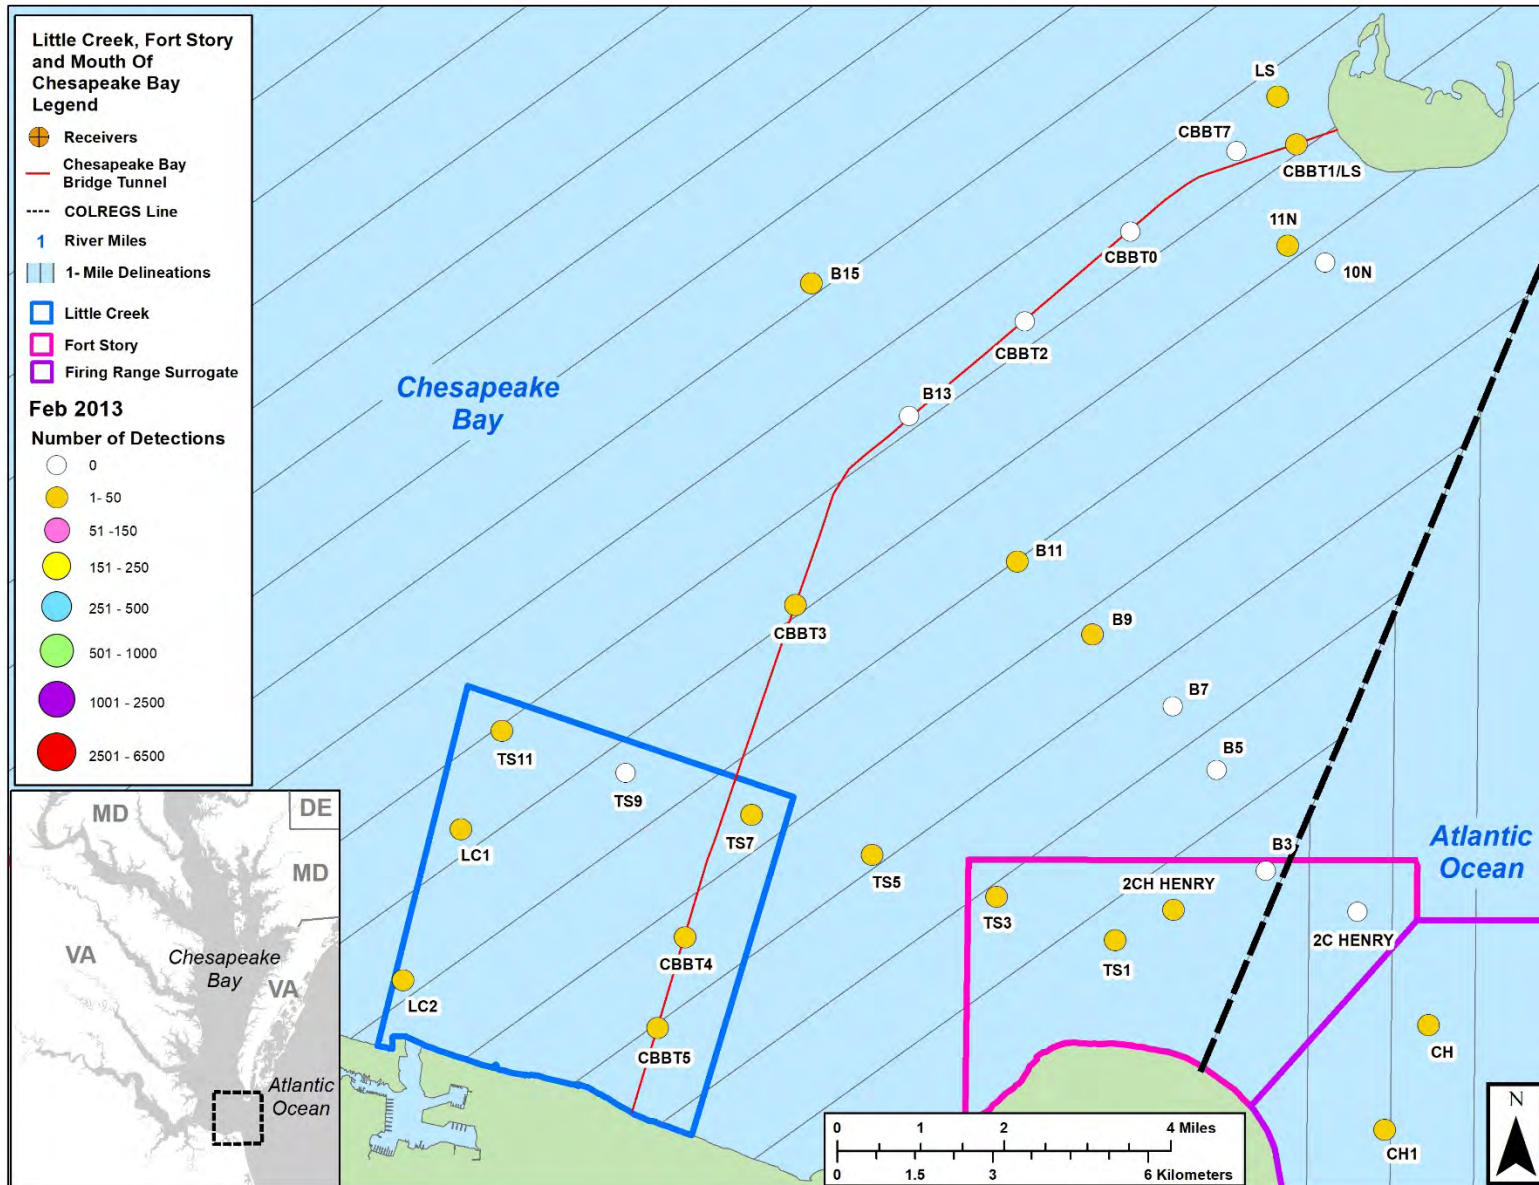 Little Creek, Fort Story
and Mouth Of
Chesapeake Bay
Legend
Receivers
Chesapeake Bay
Bridge Tunnel
COLREGS Line
1 River Miles
1- Mile Delineations
Little Creek
Fort Story
Firing Range Surrogate
Feb 2013
Number of Detections
0
1- 50
51 -150
151 - 250
251 - 500
501 - 1000
1001 - 2500
2501 - 6500
LS
CBBT7
CBBT1/LS
11N
10N
CBBT0
B15
CBBT2
Chesapeake
Bay
B13
B11
CBBT3
B9
B7
B5
TS11
TS9
TS7
LC1
TS5
B3
Atlantic
Ocean
2CH HENRY
TS3
2C HENRY
TS1
CBBT4
LC2
CBBT5
CH
CH1
MD
DE
MD
VA
Chesapeake
Bay
VA
Atlantic
Ocean
0 1 2 4 Miles
0 1.5 3 6 Kilometers
N